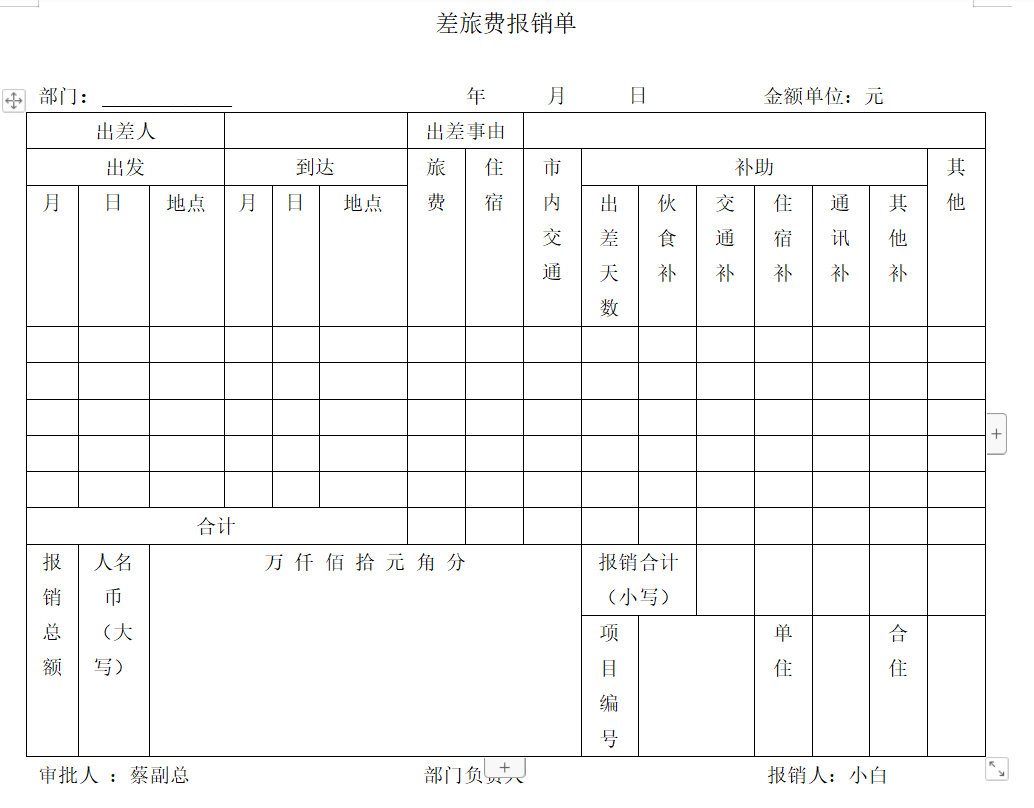 差旅费报销单
部门：____________ 年 月 日 金额单位：元
出差人 出差事由
出发 到达 旅费 住宿 市内交通 补助 其他
月 日 地点 月 日 地点 出差天数 伙食补 交通补 住宿补 通讯补 其他补
合计
报销总额 人名币（大写） 万 仟 佰 拾 元 角 分 报销合计（小写）
项目编号 单住 合住
审批人 ：蔡副总 部门负责人 报销人：小白